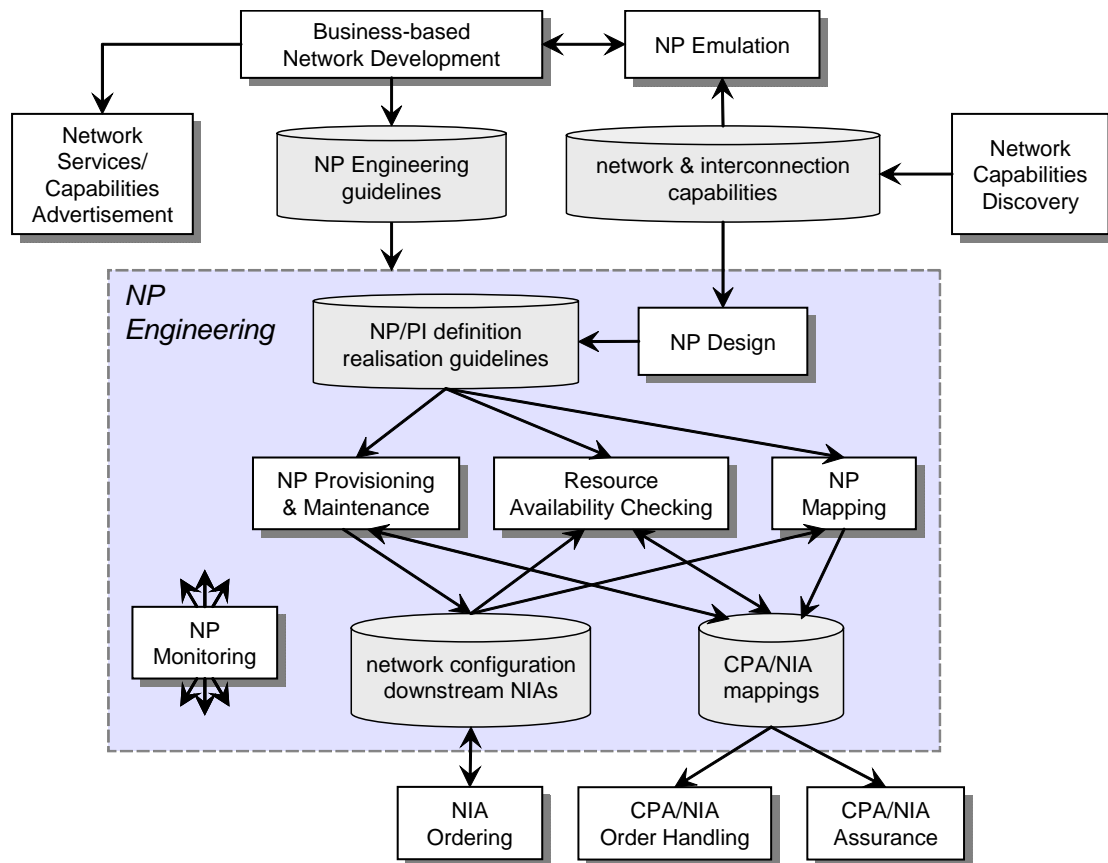 Business-based
Network Development
NP Emulation
Network
Services/
Capabilities
Advertisement
NP Engineering
guidelines
network & interconnection
capabilities
Network
Capabilities
Discovery
NP
Engineering
NP/PI definition
realisation guidelines
NP Design
NP Provisioning
& Maintenance
Resource
Availability Checking
NP
Mapping
NP
Monitoring
network configuration
downstream NIAs
CPA/NIA
mappings
NIA
Ordering
CPA/NIA
Order Handling
CPA/NIA
Assurance